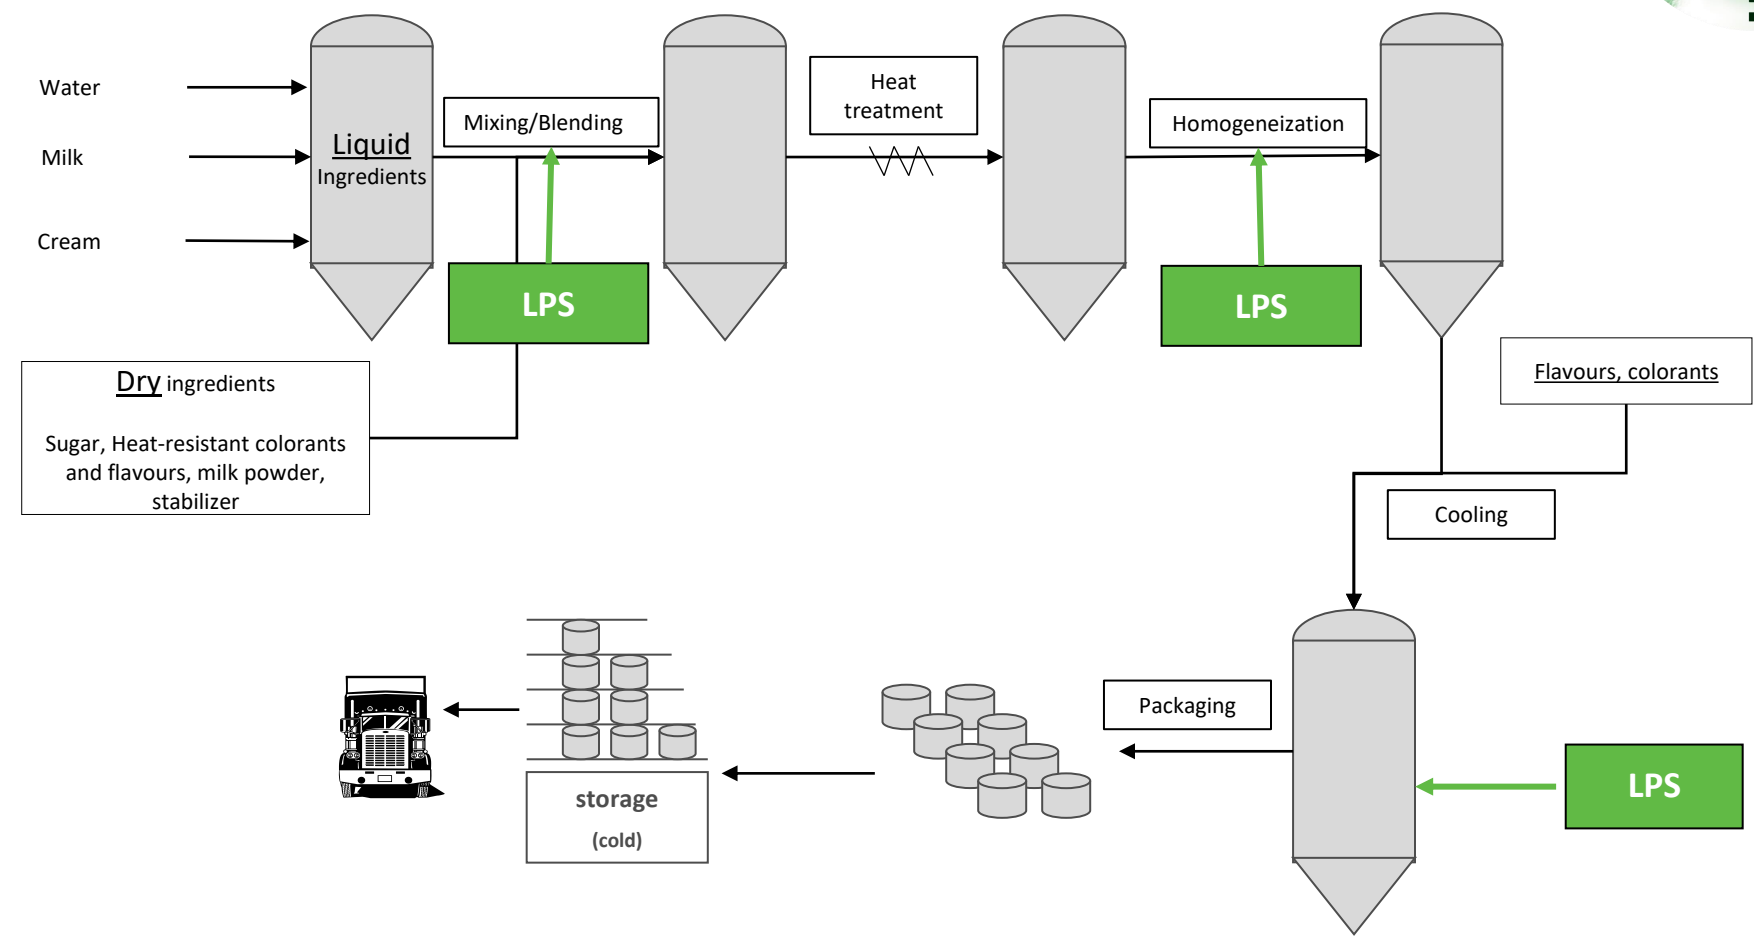 Water
Milk
Cream
Liquid
Ingredients
Mixing/Blending
Heat
treatment
Homogeneization
LPS
LPS
Dry ingredients
Sugar, Heat-resistant colorants
and flavours, milk powder,
stabilizer
Flavours, colorants
Cooling
Packaging
LPS
storage
(cold)